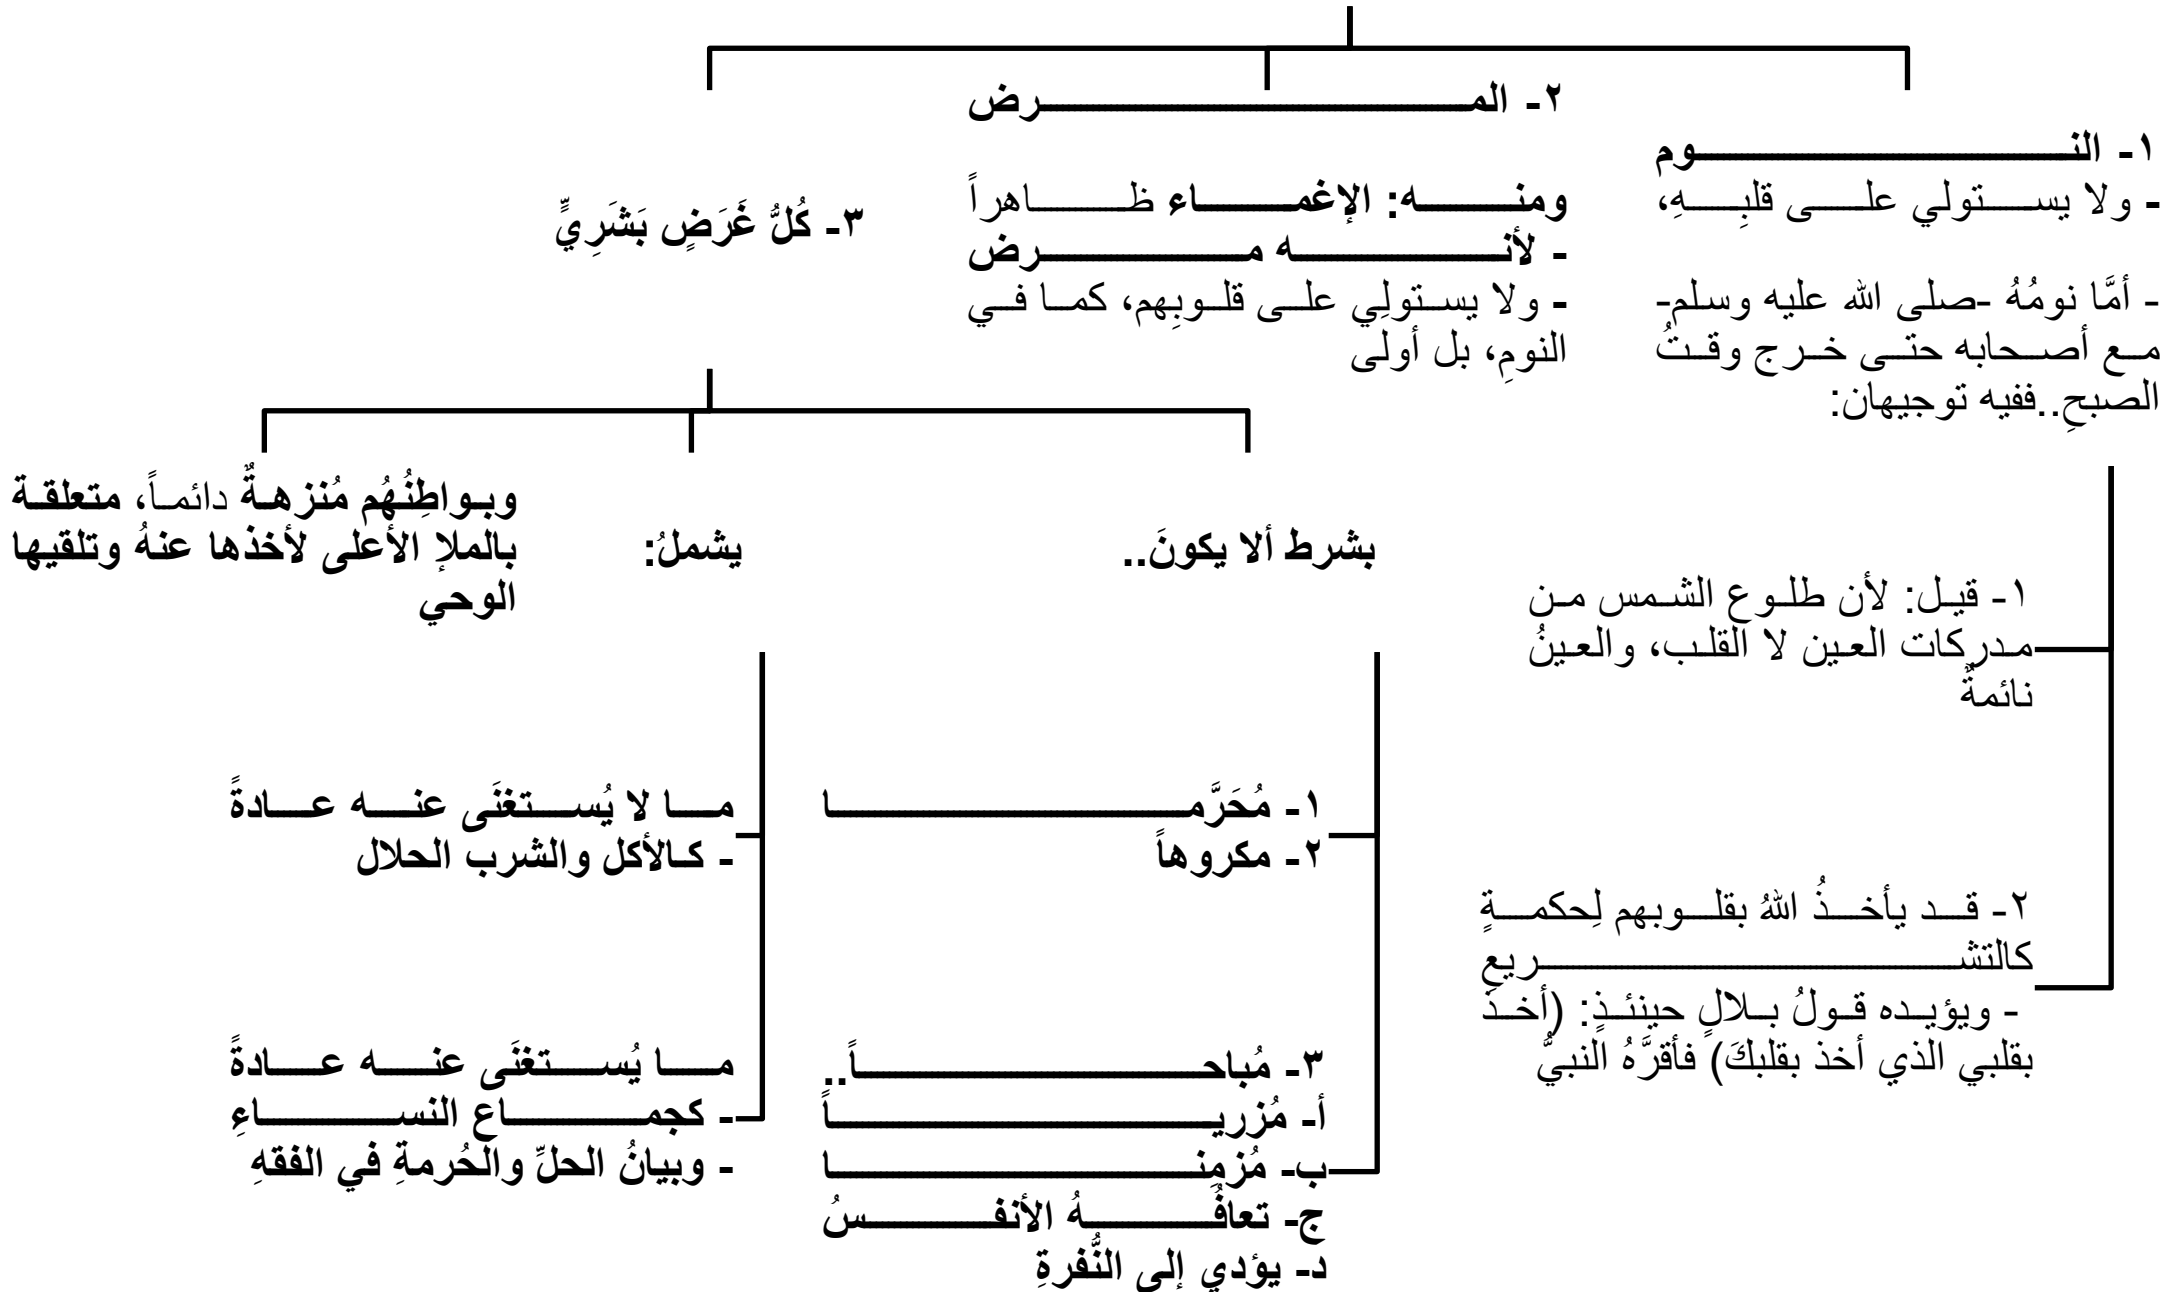 ١- النوم
- ولا يستولي على قلبِهِ،
- أمَّا نومُهُ -صلى الله عليه وسلم-
مع أصحابه حتى خرج وقتُ
الصبحِ..ففيه توجيهان:
١- قيل: لأن طلوع الشمس من
مدركات العين لا القلب، والعينُ
نائمةٌ
٢- قد يأخذُ اللهُ بقلوبهم لِحكمةٍ
كالتشريعِ
- ويؤيده قولُ بلالٍ حينئذٍ: (أخذَ
بقلبي الذي أخذ بقلبكَ) فأقرَّهُ النبيُّ
٢- المرض
ومنه: الإغماء ظاهراً
- لأنه مرض
- ولا يستولِي على قلوبِهم، كما في
النومِ، بل أولى
٣- كُلُّ غَرَضٍ بَشَرِيٍّ
بشرط ألا يكونَ..
١- مُحَرَّما
٢- مكروهاً
٣- مُباحاً..
أ- مُزرياً
ب- مُزمِنا
ج- تعافُهُ الأنفسُ
د- يؤدي إلى النُّفرةِ
يشملُ:
ما لا يُستغنَى عنه عادةً
- كالأكل والشرب الحلال
ما يُستغنَى عنه عادةً
- كجماع النساءِ
- وبيانُ الحلِّ والحُرمةِ في الفقهِ
وبواطِنُهُم مُنزهةٌ دائماً، متعلقة
بالملإ الأعلى لأخذها عنهُ وتلقيها
الوحي